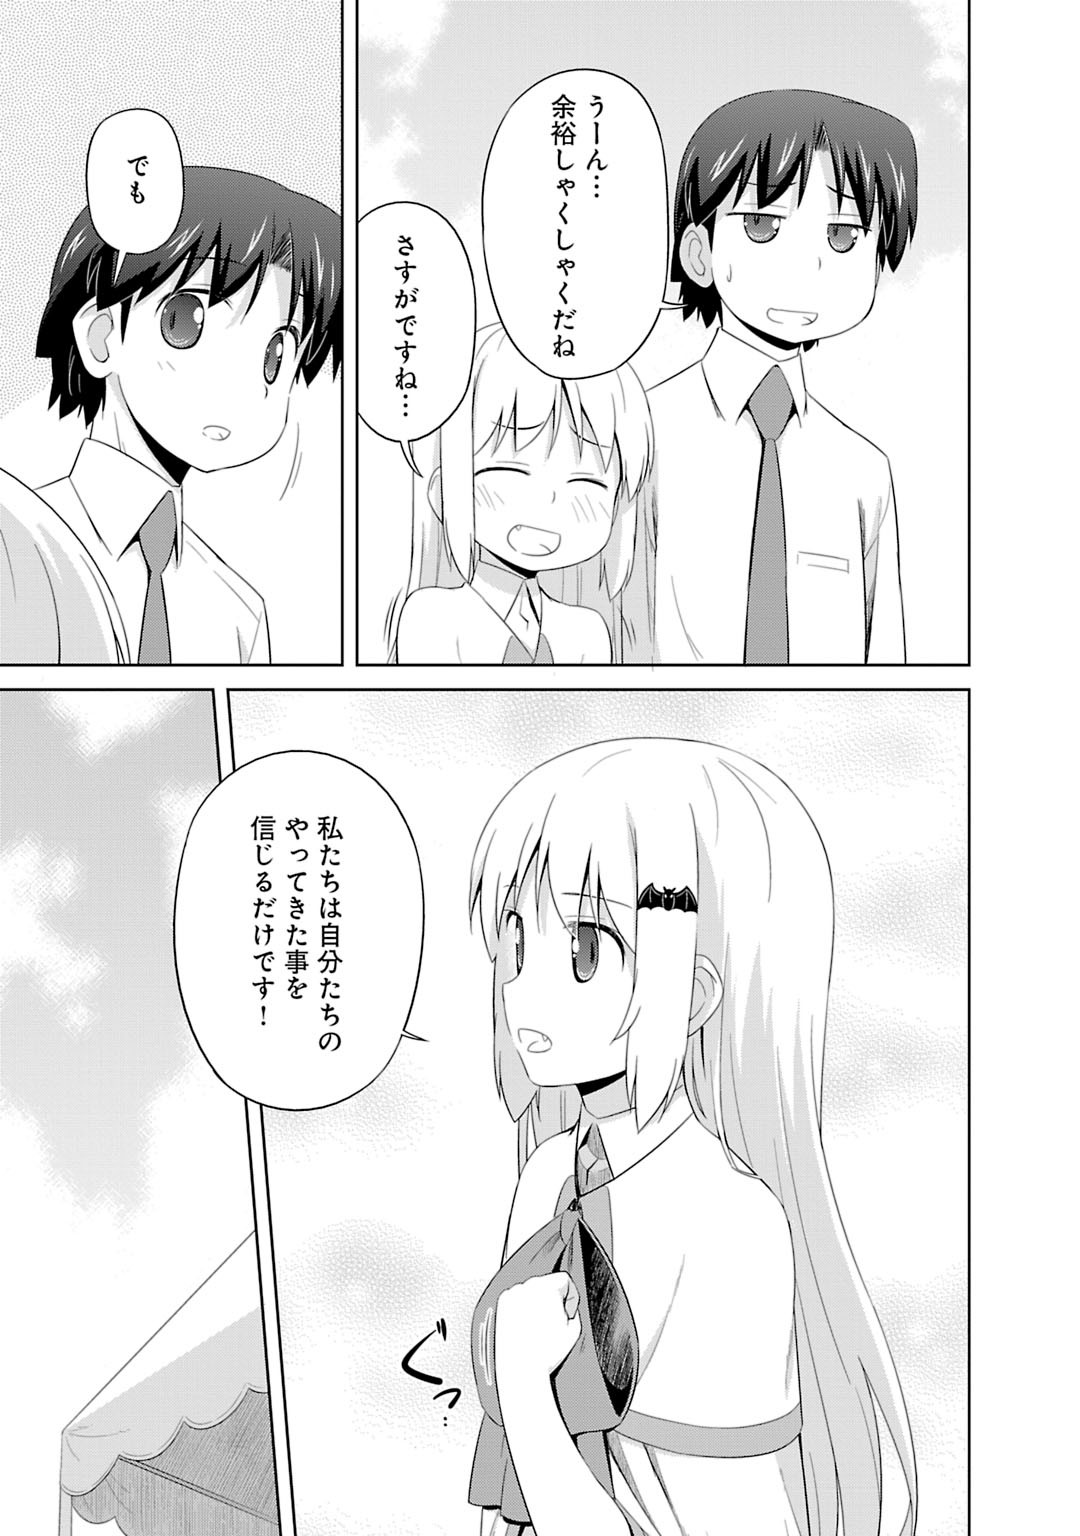 うーん…
余裕しゃくしゃくだね
さすがですね…
でも
私たちは自分たちの
やってきた事を
信じるだけです！
ぐっ…